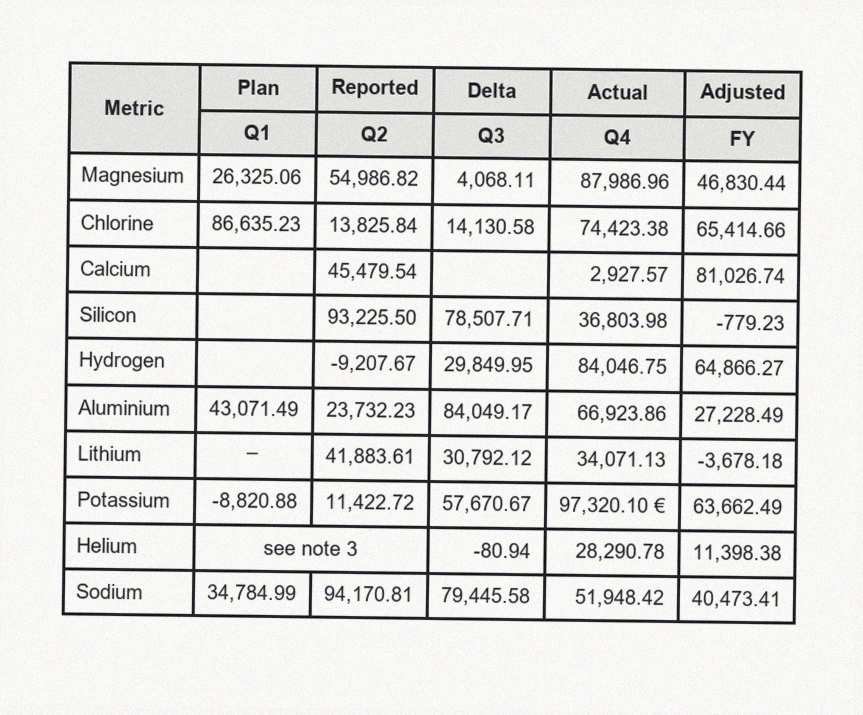 Metric Plan Reported Delta Actual Adjusted
Q1 Q2 Q3 Q4 FY
Magnesium 26,325.06 54,986.82 4,068.11 87,986.96 46,830.44
Chlorine 86,635.23 13,825.84 14,130.58 74,423.38 65,414.66
Calcium 45,479.54 2,927.57 81,026.74
Silicon 93,225.50 78,507.71 36,803.98 -779.23
Hydrogen -9,207.67 29,849.95 84,046.75 64,866.27
Aluminium 43,071.49 23,732.23 84,049.17 66,923.86 27,228.49
Lithium – 41,883.61 30,792.12 34,071.13 -3,678.18
Potassium -8,820.88 11,422.72 57,670.67 97,320.10 € 63,662.49
Helium see note 3 -80.94 28,290.78 11,398.38
Sodium 34,784.99 94,170.81 79,445.58 51,948.42 40,473.41